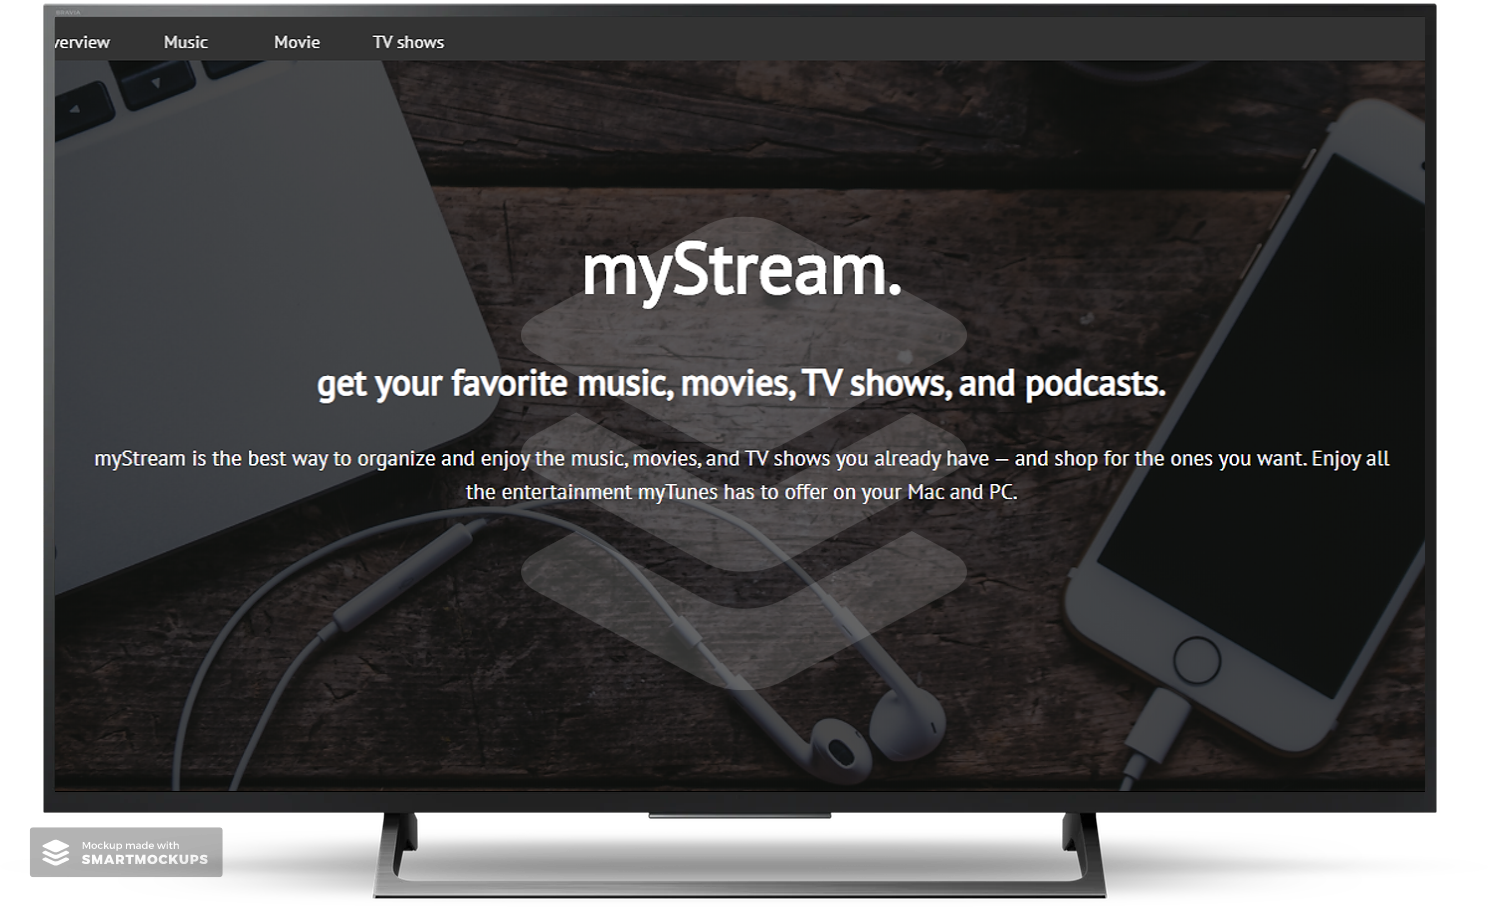 BRAVIA
verview Music Movie TV shows
myStream.
get your favorite music, movies, TV shows, and podcasts.
myStream is the best way to organize and enjoy the music, movies, and TV shows you already have – and shop for the ones you want. Enjoy all
the entertainment myTunes has to offer on your Mac and PC.
Mockup made with
SMARTMOCKUPS